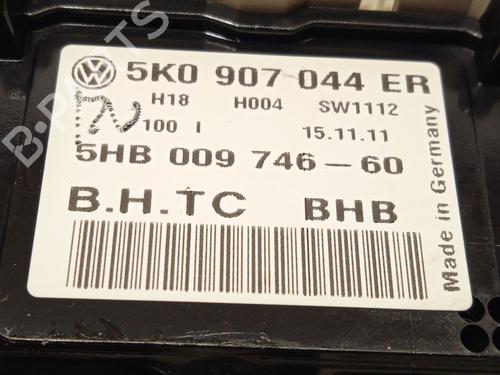 5K0 907 044 ER
H18 H004 SW1112
100 I 15.11.11
5HB 009 746-60
B.H.TC BHB
Made in Germany
B-PARTS